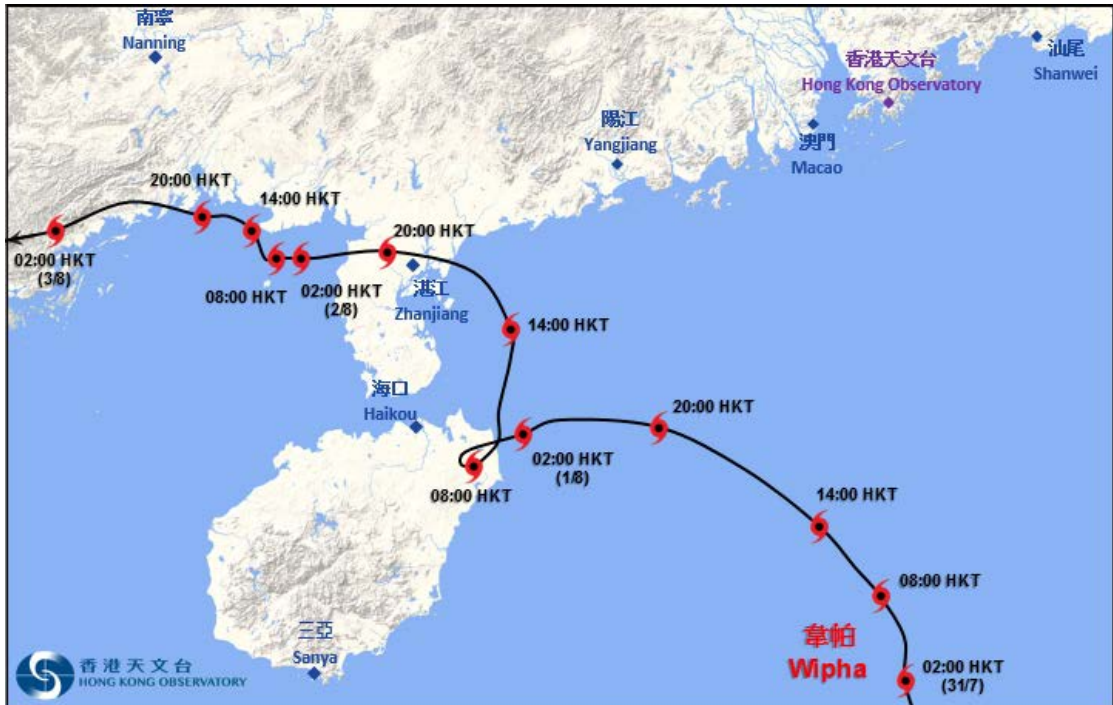 南寧
Nanning
汕尾
Shanwei
香港天文台
Hong Kong Observatory
陽江
Yangjiang
澳門
Macao
20:00 HKT
14:00 HKT
20:00 HKT
02:00 HKT
(3/8)
08:00 HKT
02:00 HKT
(2/8)
湛江
Zhanjiang
14:00 HKT
海口
Haikou
20:00 HKT
02:00 HKT
(1/8)
08:00 HKT
14:00 HKT
08:00 HKT
韋帕
Wipha
02:00 HKT
(31/7)
三亞
Sanya
香港天文台
HONG KONG OBSERVATORY